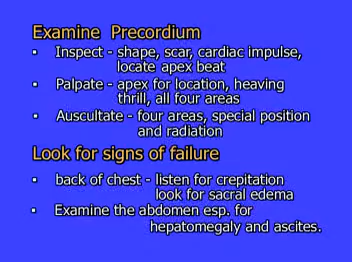 Examine Precordium
▪ Inspect - shape, scar, cardiac impulse,
locate apex beat
▪ Palpate - apex for location, heaving
thrill, all four areas
▪ Auscultate - four areas, special position
and radiation
Look for signs of failure
▪ back of chest - listen for crepitation
look for sacral edema
▪ Examine the abdomen esp. for
hepatomegaly and ascites.